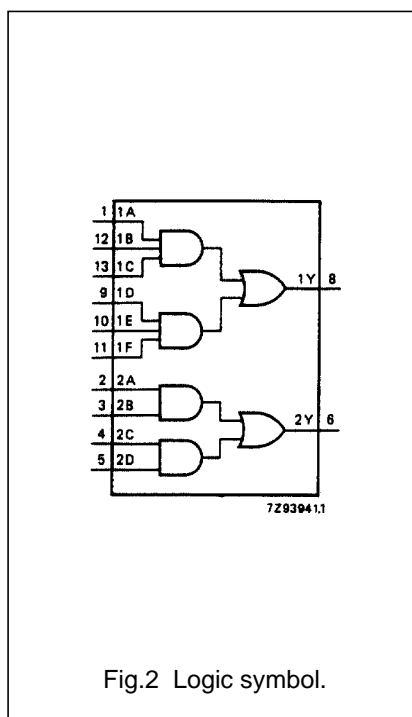 1 1A
12 1B
13 1C
9 1D
10 1E
11 1F
2 2A
3 2B
4 2C
5 2D
1Y 8
2Y 6
7Z93941.1
Fig.2 Logic symbol.